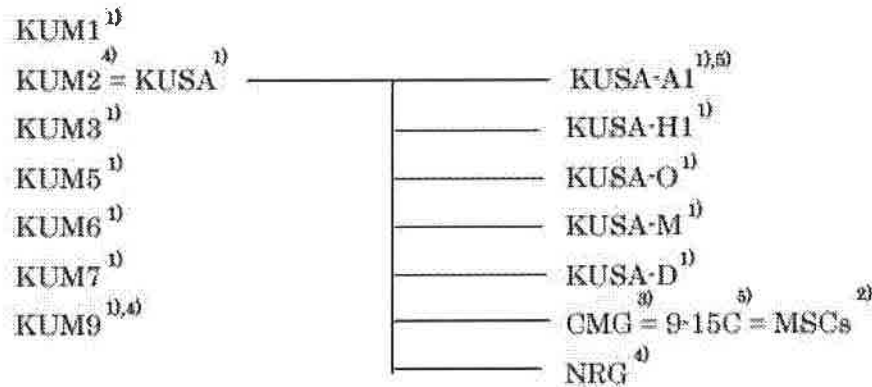 KUM1 1)
KUM2 4) = KUSA 1) KUSA-A1 1),5)
KUM3 1) KUSA-H1 1)
KUM5 1) KUSA-O 1)
KUM6 1) KUSA-M 1)
KUM7 1) KUSA-D 1)
KUM9 1),4) CMG 3) = 9-15C 5) = MSCs 2)
NRG 4)